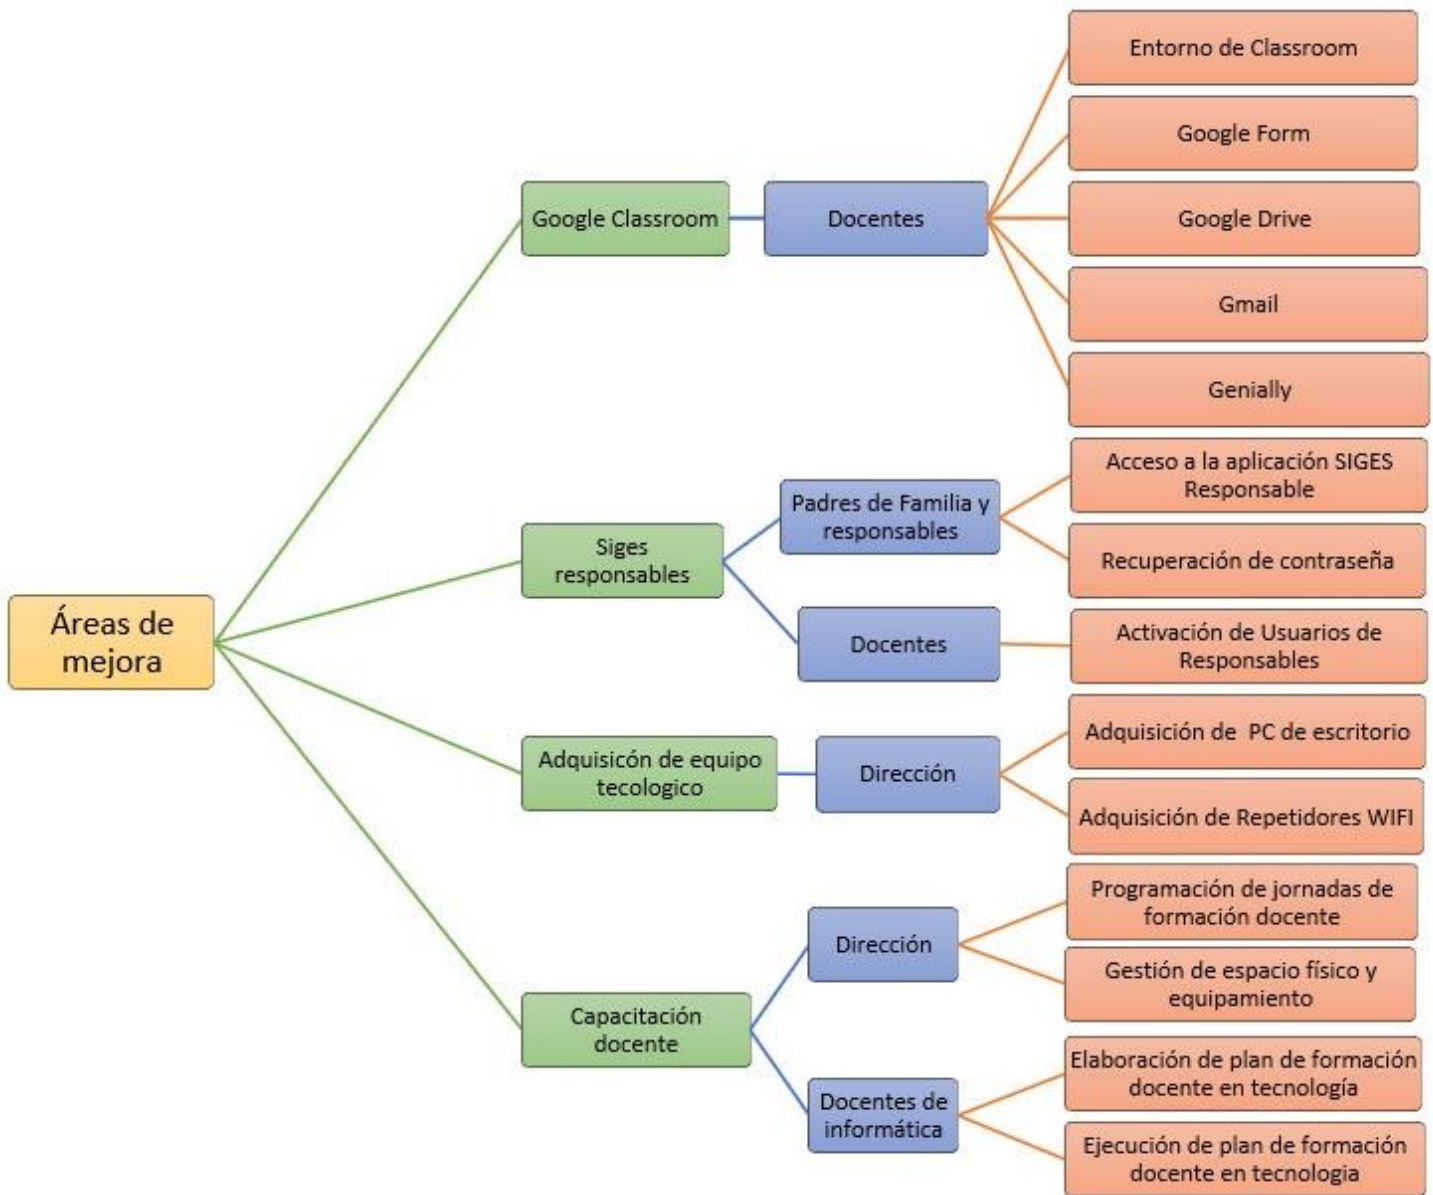 Áreas de
mejora
Google Classroom
Docentes
Entorno de Classroom
Google Form
Google Drive
Gmail
Genially
Siges
responsables
Padres de Familia y
responsables
Acceso a la aplicación SIGES
Responsable
Recuperación de contraseña
Docentes
Activación de Usuarios de
Responsables
Adquisicón de equipo
tecologico
Dirección
Adquisición de PC de escritorio
Adquisición de Repetidores WIFI
Capacitación
docente
Dirección
Programación de jornadas de
formación docente
Gestión de espacio físico y
equipamiento
Docentes de
informática
Elaboración de plan de formación
docente en tecnología
Ejecución de plan de formación
docente en tecnologia